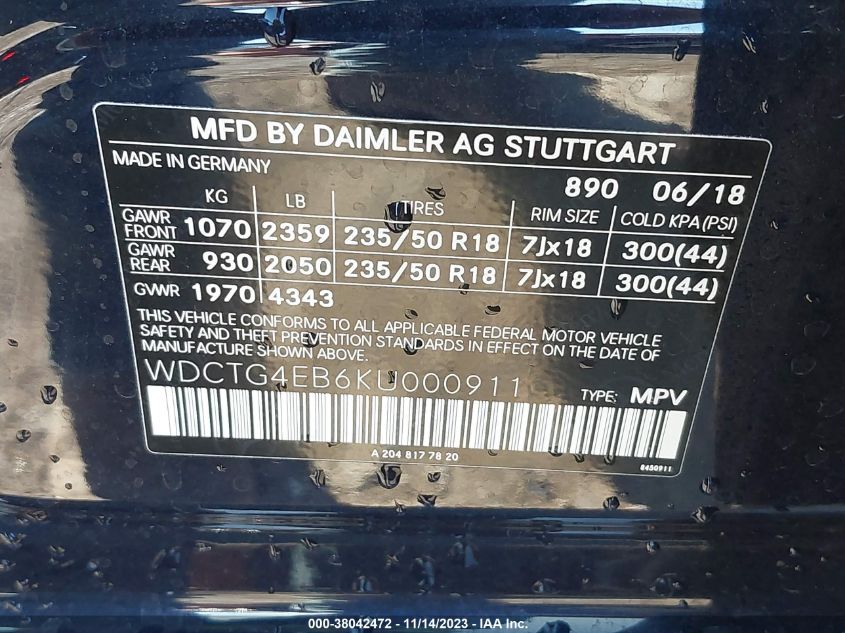 MFD BY DAIMLER AG STUTTGART
MADE IN GERMANY 890 06/18
KG LB TIRES RIM SIZE COLD KPA(PSI)
GAWR FRONT 1070 2359 235/50 R18 7Jx18 300(44)
GAWR REAR 930 2050 235/50 R18 7Jx18 300(44)
GVWR 1970 4343
THIS VEHICLE CONFORMS TO ALL APPLICABLE FEDERAL MOTOR VEHICLE
SAFETY AND THEFT PREVENTION STANDARDS IN EFFECT ON THE DATE OF
MANUFACTURE SHOWN ABOVE.
WDCTG4EB6KU000911 TYPE: MPV
A 204 817 78 20 8450911
000-38042472 - 11/14/2023 - IAA Inc.